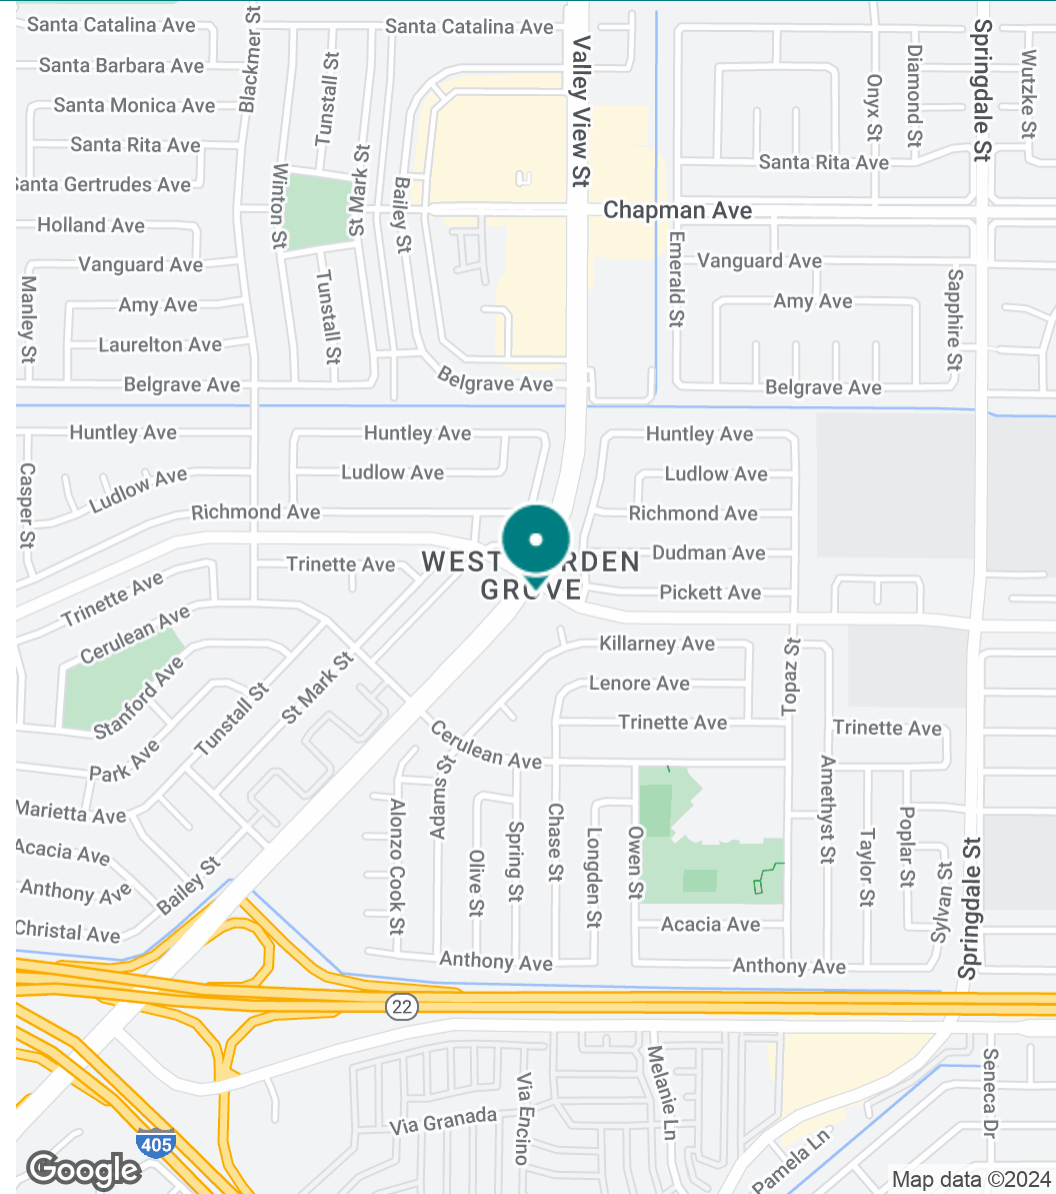 Santa Catalina Ave
Santa Catalina Ave
Blackmer St
Tunstall St
Valley View St
Springdale St
Diamond St
Wutzke St
Onyx St
Santa Barbara Ave
Santa Monica Ave
Santa Rita Ave
Santa Rita Ave
Santa Gertrudes Ave
Winton St
St Mark St
Bailey St
Chapman Ave
Holland Ave
Vanguard Ave
Vanguard Ave
Emerald St
Manley St
Tunstall St
Amy Ave
Amy Ave
Sapphire St
Laurelton Ave
Belgrave Ave
Belgrave Ave
Belgrave Ave
Huntley Ave
Huntley Ave
Huntley Ave
Casper St
Ludlow Ave
Ludlow Ave
Ludlow Ave
Richmond Ave
Richmond Ave
Dudman Ave
Trinette Ave
WEST RDEN
GROVE
Pickett Ave
Trinette Ave
Cerulean Ave
Killarney Ave
Topaz St
Stanford Ave
St Mark St
Lenore Ave
Tunstall St
Trinette Ave
Trinette Ave
Park Ave
Cerulean Ave
Adams St
Amethyst St
Marietta Ave
Alonzo Cook St
Chase St
Spring St
Olive St
Longden St
Owen St
Taylor St
Poplar St
Sylvan St
Springdale St
Acacia Ave
Bailey St
Anthony Ave
Acacia Ave
Christal Ave
Anthony Ave
Anthony Ave
22
Via Encino
Melanie Ln
Seneca Dr
Via Granada
405
Pamela Ln
Google
Map data ©2024